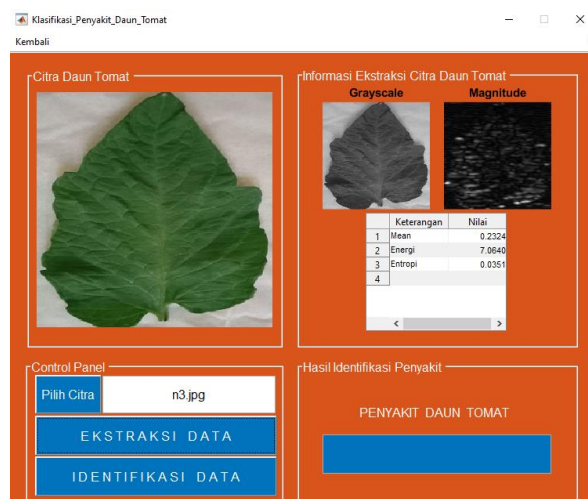 Klasifikasi_Penyakit_Daun_Tomat
Kembali
Citra Daun Tomat
Informasi Ekstraksi Citra Daun Tomat
Grayscale Magnitude
Keterangan Nilai
1 Mean 0.2324
2 Energi 7.0640
3 Entropi 0.0351
4
Control Panel
Pilih Citra n3.jpg
EKSTRAKSI DATA
IDENTIFIKASI DATA
Hasil Identifikasi Penyakit
PENYAKIT DAUN TOMAT